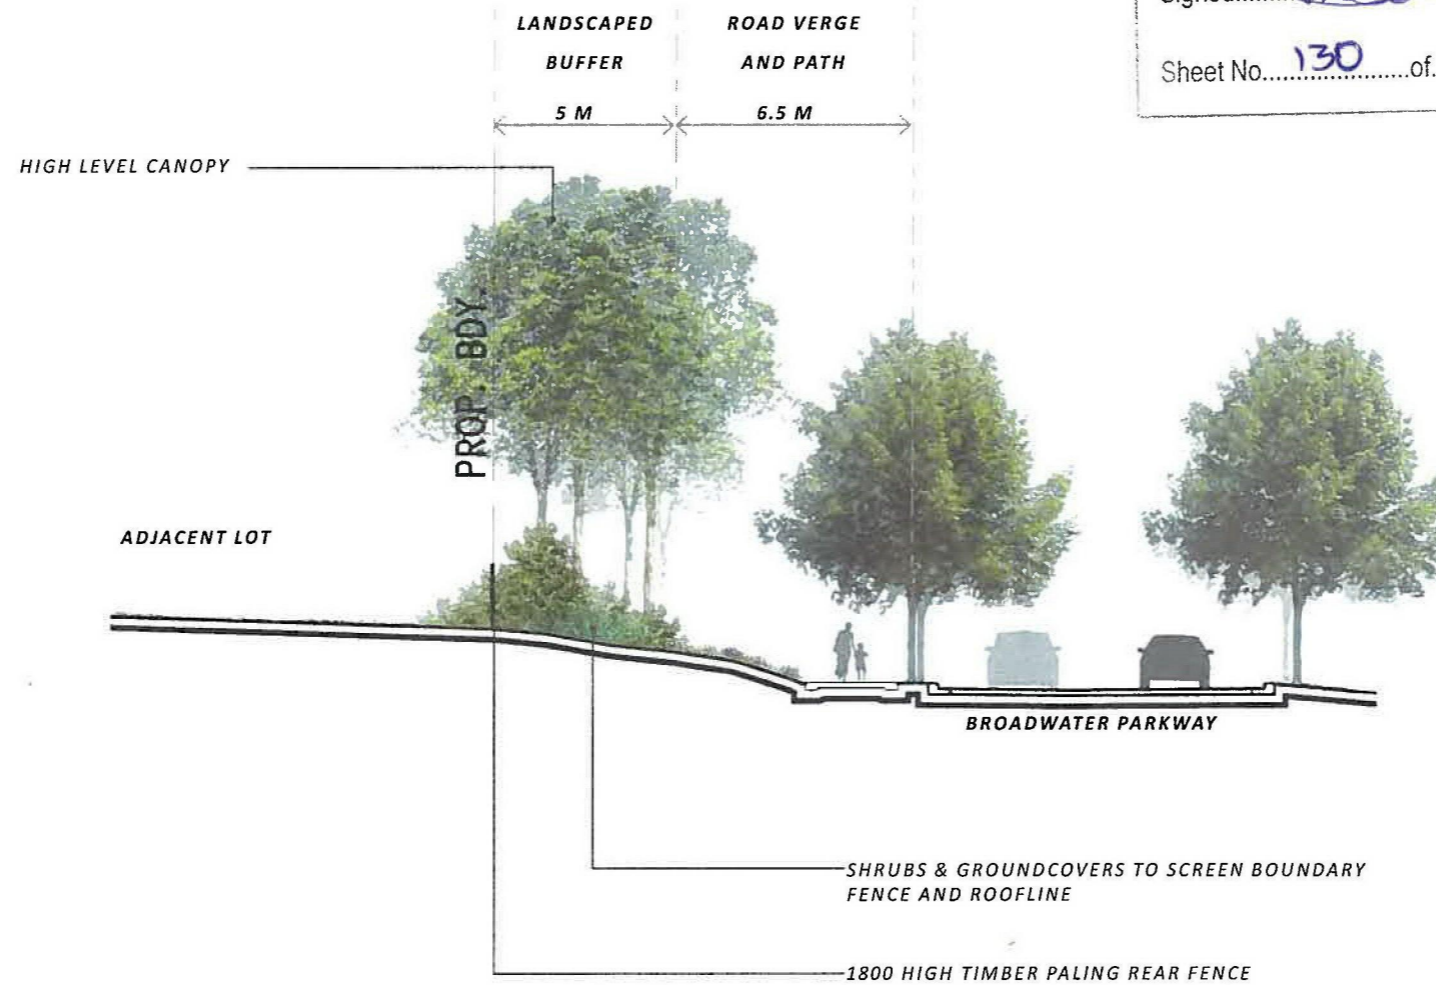 LANDSCAPED
BUFFER
5 M
ROAD VERGE
AND PATH
6.5 M
Sheet No. 130 of.
HIGH LEVEL CANOPY
PROP. BDY.
ADJACENT LOT
BROADWATER PARKWAY
SHRUBS & GROUNDCOVERS TO SCREEN BOUNDARY
FENCE AND ROOFLINE
1800 HIGH TIMBER PALING REAR FENCE